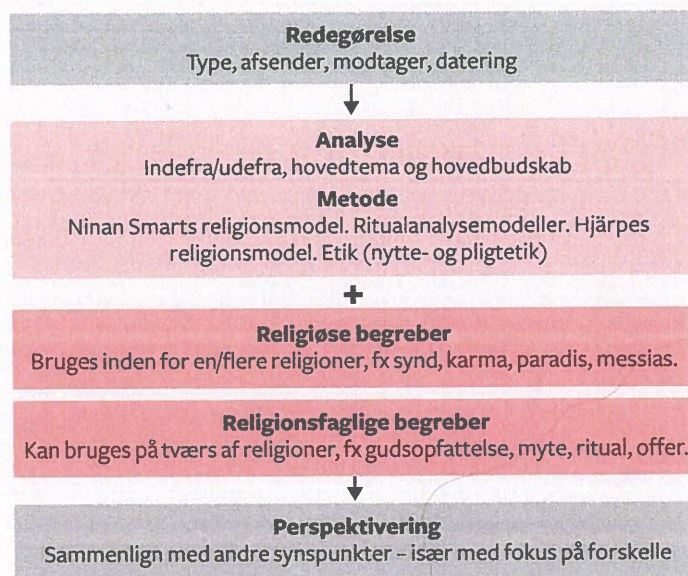 Redegørelse
Type, afsender, modtager, datering
Analyse
Indefra/udefra, hovedtema og hovedbudskab
Metode
Ninan Smarts religionsmodel. Ritualanalysemodeller. Hjärpes
religionsmodel. Etik (nytte- og pligtetik)
+
Religiøse begreber
Bruges inden for en/flere religioner, fx synd, karma, paradis, messias.
Religionsfaglige begreber
Kan bruges på tværs af religioner, fx gudsopfattelse, myte, ritual, offer.
Perspektivering
Sammenlign med andre synspunkter – især med fokus på forskelle